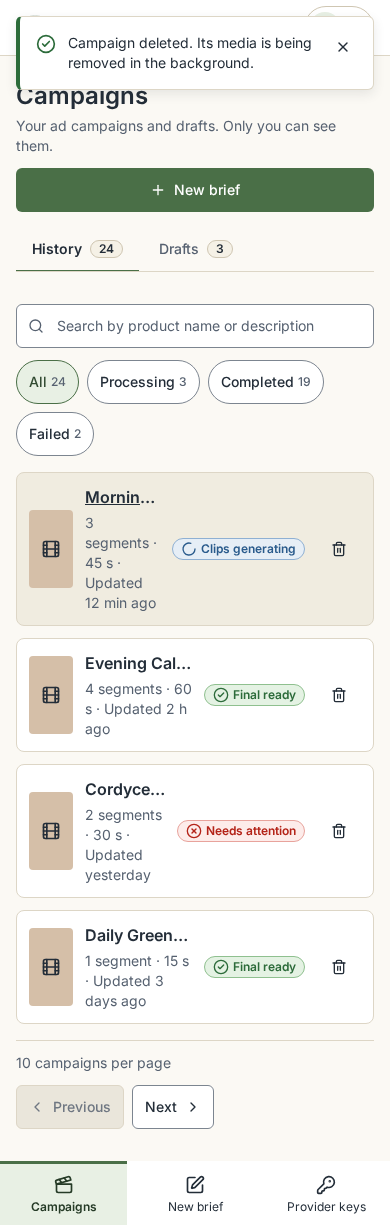 Campaign deleted. Its media is being
removed in the background.
Campaigns
Your ad campaigns and drafts. Only you can see
them.
New brief
History 24
Drafts 3
Search by product name or description
All 24
Processing 3
Completed 19
Failed 2
Mornin...
3
segments ·
45 s ·
Updated
12 min ago
Clips generating
Evening Cal...
4 segments · 60
s · Updated 2 h
ago
Final ready
Cordyce...
2 segments
· 30 s ·
Updated
yesterday
Needs attention
Daily Green...
1 segment · 15 s
· Updated 3
days ago
Final ready
10 campaigns per page
Previous
Next
Campaigns
New brief
Provider keys